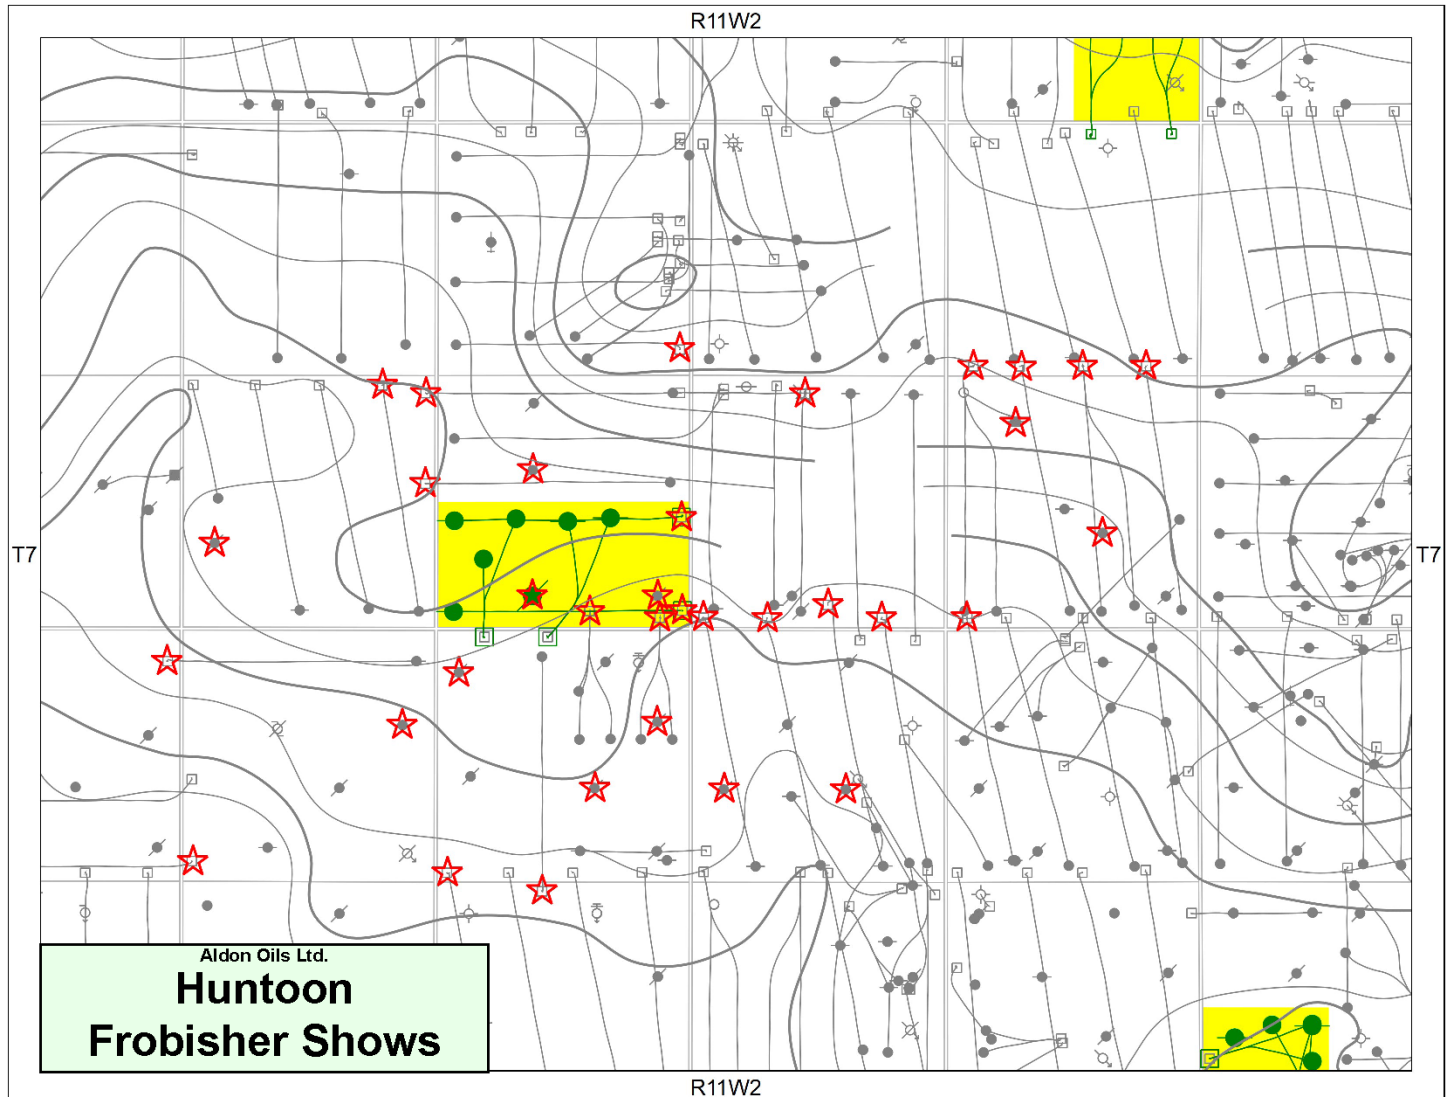 R11W2
T7
T7
Aldon Oils Ltd.
Huntoon
Frobisher Shows
R11W2